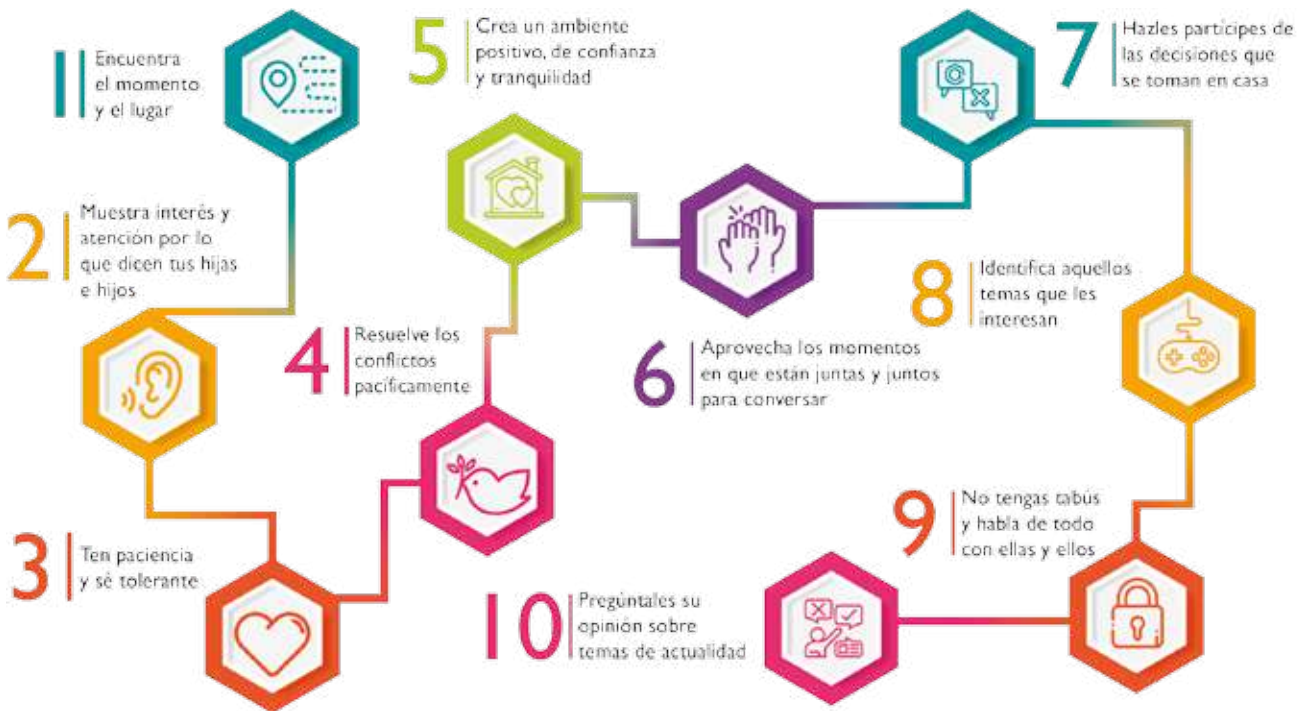 1
Encuentra
el momento
y el lugar
2
Muestra interés y
atención por lo
que dicen tus hijas
e hijos
3
Ten paciencia
y sé tolerante
4
Resuelve los
conflictos
pacíficamente
5
Crea un ambiente
positivo, de confianza
y tranquilidad
6
Aprovecha los momentos
en que están juntas y juntos
para conversar
7
Hazles partícipes de
las decisiones que
se toman en casa
8
Identifica aquellos
temas que les
interesan
9
No tengas tabús
y habla de todo
con ellas y ellos
10
Pregúntales su
opinión sobre
temas de actualidad